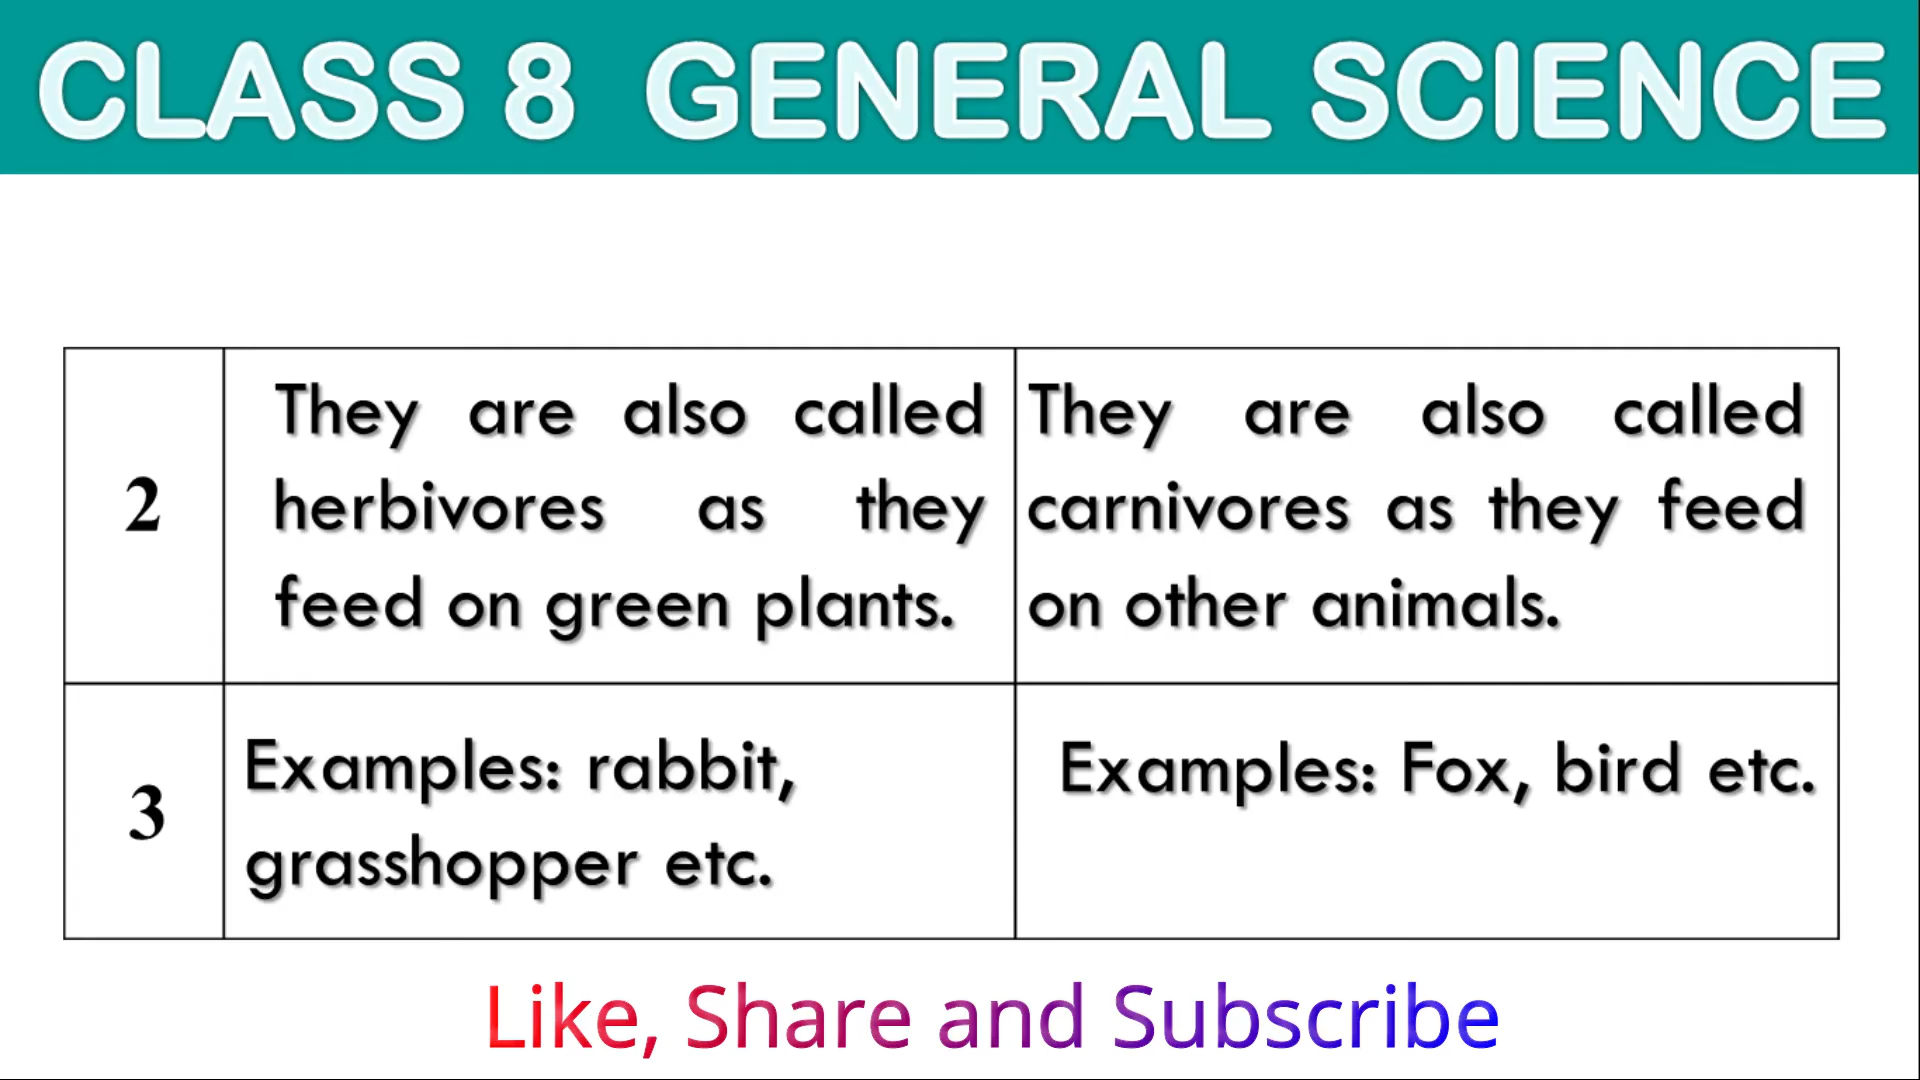 CLASS 8 GENERAL SCIENCE
2
They are also called
herbivores as they
feed on green plants.
They are also called
carnivores as they feed
on other animals.
3
Examples: rabbit,
grasshopper etc.
Examples: Fox, bird etc.
Like, Share and Subscribe